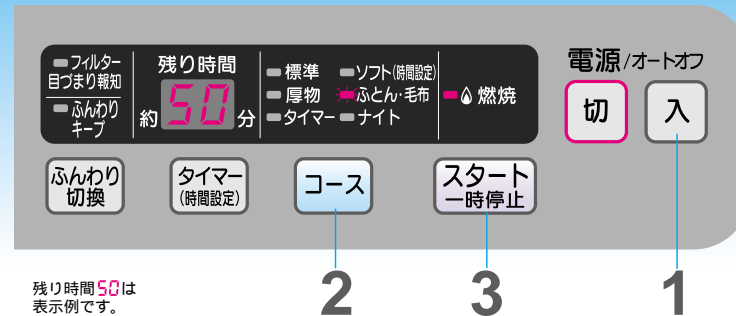 フィルター
目づまり報知
ふんわり
キープ
残り時間
約50分
標準
厚物
タイマー
ソフト(時間設定)
ふとん・毛布
ナイト
燃焼
電源/オートオフ
切
入
ふんわり
切換
タイマー
(時間設定)
コース
スタート
一時停止
2
3
1
残り時間50は
表示例です。